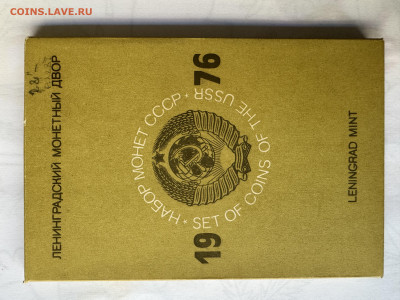 COINS.LAVE.RU
ЛЕНИНГРАДСКИЙ МОНЕТНЫЙ ДВОР
НАБОР МОНЕТ СССР • SET OF COINS OF THE USSR •
19 76
LENINGRAD MINT